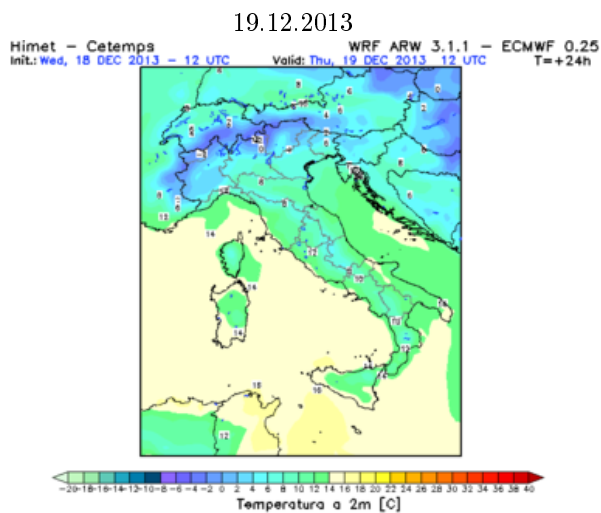 19.12.2013
Himet - Cetemps WRF ARW 3.1.1 - ECMWF 0.25
Init.: Wed, 18 DEC 2013 - 12 UTC Valid: Thu, 19 DEC 2013 12 UTC T=+24h
-20 -18 -16 -14 -12 -10 -8 -6 -4 -2 0 2 4 6 8 10 12 14 16 18 20 22 24 26 28 30 32 34 36 38 40
Temperatura a 2m [C]